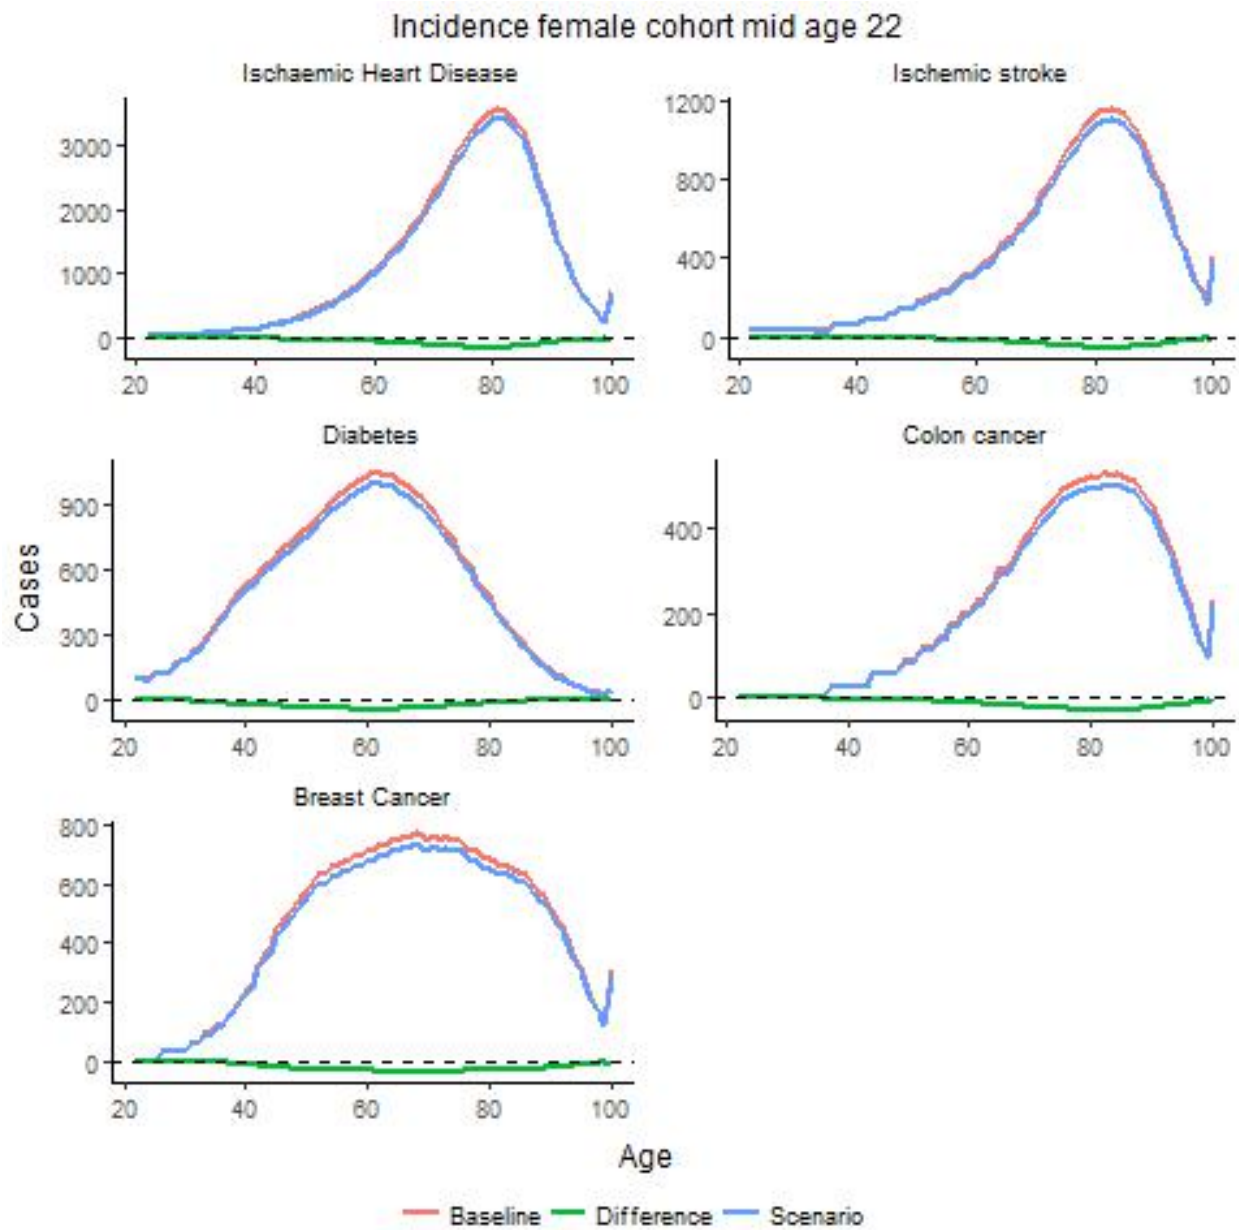 Incidence female cohort mid age 22
Ischaemic Heart Disease
3000
2000
1000
0
20 40 60 80 100
Ischemic stroke
1200
800
400
0
20 40 60 80 100
Diabetes
900
600
300
0
20 40 60 80 100
Colon cancer
400
200
0
20 40 60 80 100
Breast Cancer
800
600
400
200
0
20 40 60 80 100
Cases
Age
Baseline Difference Scenario